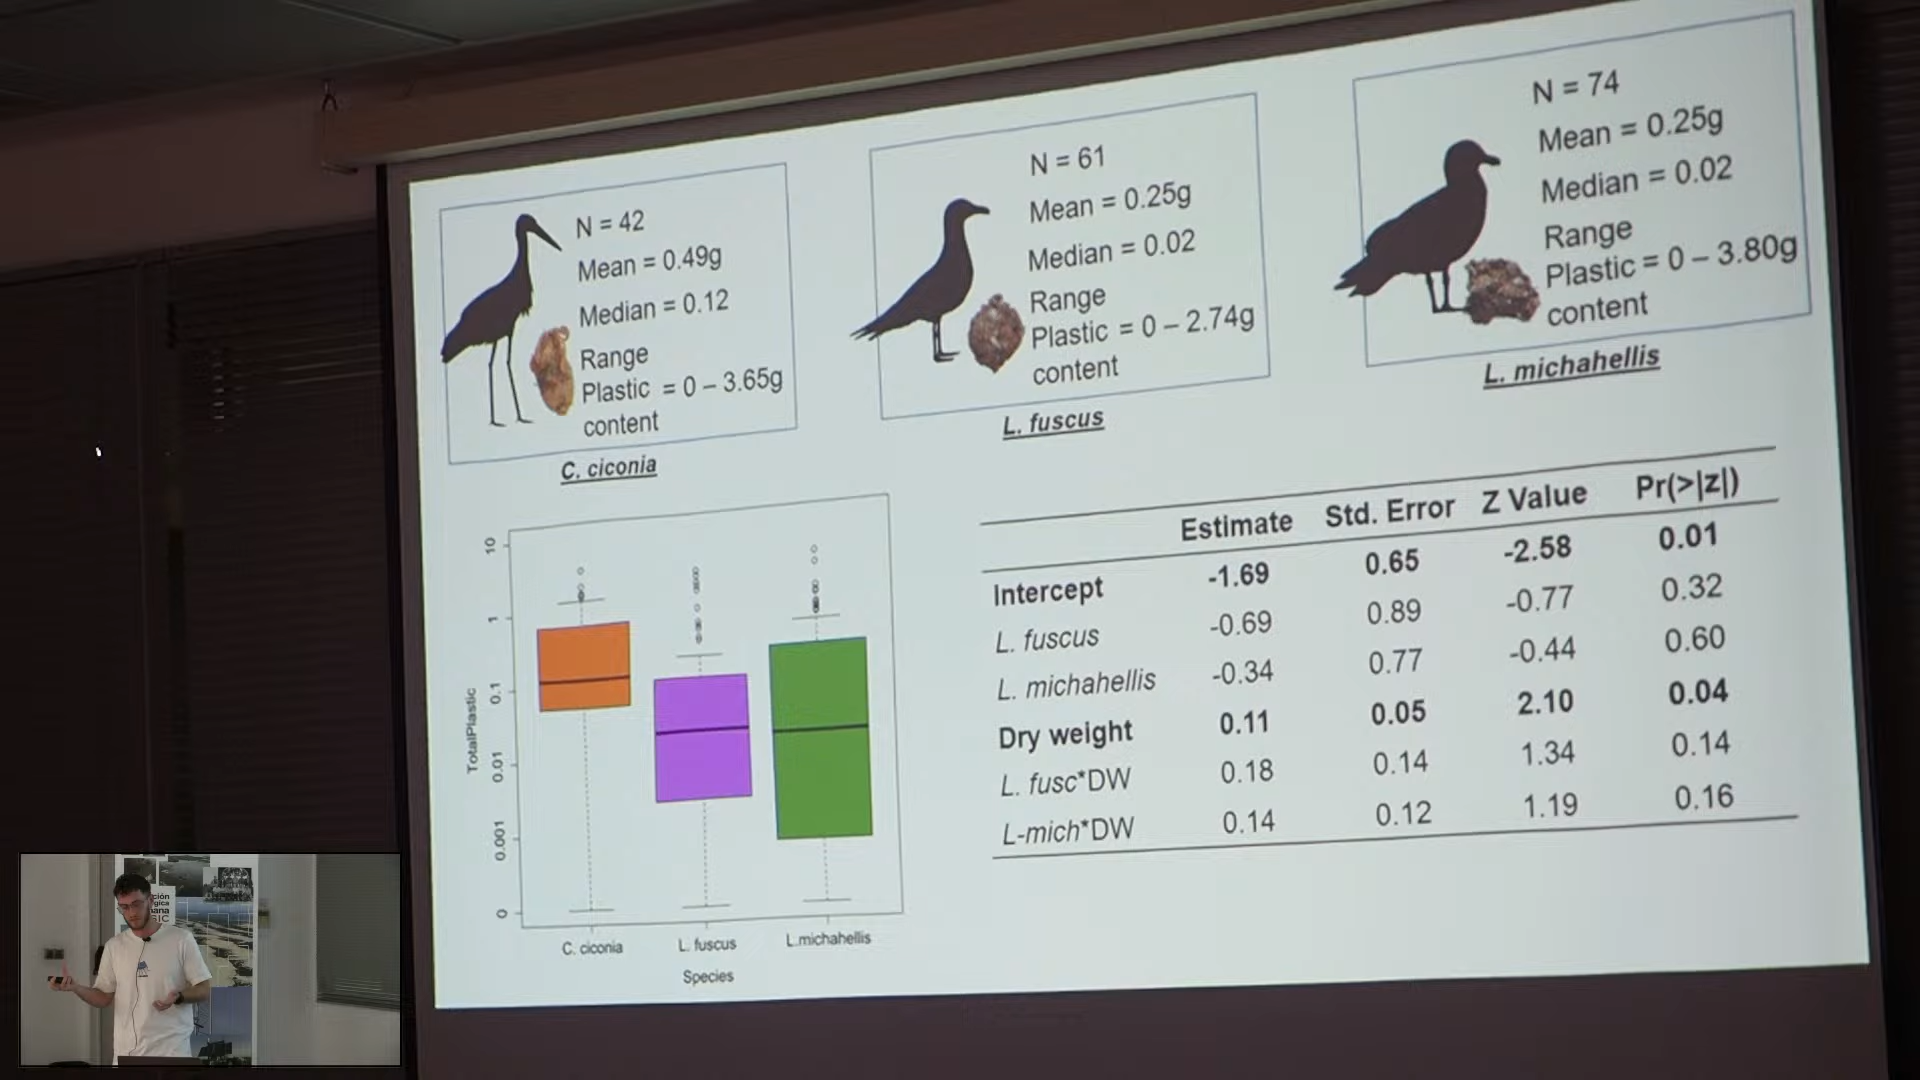 N = 42
Mean = 0.49g
Median = 0.12
Range
Plastic = 0 – 3.65g
content
C. ciconia
N = 61
Mean = 0.25g
Median = 0.02
Range
Plastic = 0 – 2.74g
content
L. fuscus
N = 74
Mean = 0.25g
Median = 0.02
Range
Plastic = 0 – 3.80g
content
L. michahellis
TotalPlastic
10
1
0.1
0.01
0.001
0
C. ciconia L. fuscus L.michahellis
Species
Estimate Std. Error Z Value Pr(>|z|)
Intercept -1.69 0.65 -2.58 0.01
L. fuscus -0.69 0.89 -0.77 0.32
L. michahellis -0.34 0.77 -0.44 0.60
Dry weight 0.11 0.05 2.10 0.04
L. fusc*DW 0.18 0.14 1.34 0.14
L-mich*DW 0.14 0.12 1.19 0.16